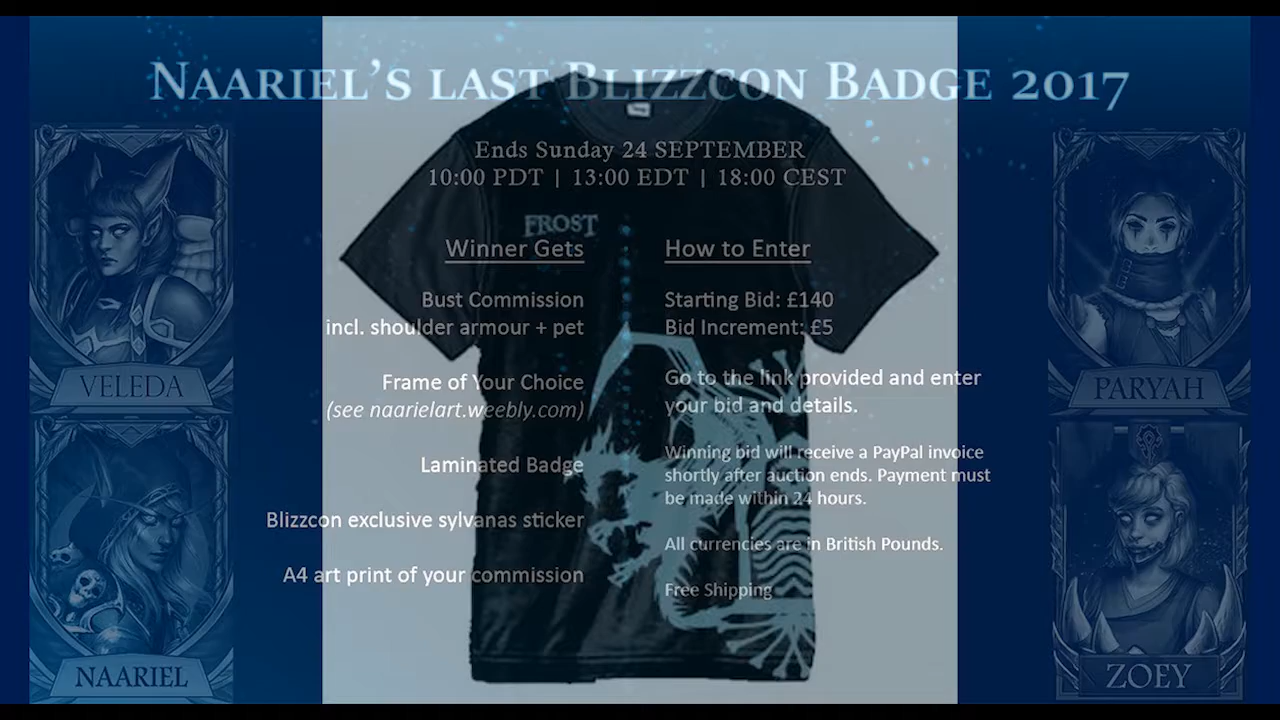 NAARIEL'S LAST BLIZZCON BADGE 2017
Ends Sunday 24 SEPTEMBER
10:00 PDT | 13:00 EDT | 18:00 CEST
FROST
Winner Gets
Bust Commission
incl. shoulder armour + pet
Frame of Your Choice
(see naarielart.weebly.com)
Laminated Badge
Blizzcon exclusive sylvanas sticker
A4 art print of your commission
How to Enter
Starting Bid: £140
Bid Increment: £5
Go to the link provided and enter
your bid and details.
Winning bid will receive a PayPal invoice
shortly after auction ends. Payment must
be made within 24 hours.
All currencies are in British Pounds.
Free Shipping
VELEDA
NAARIEL
PARYAH
ZOEY